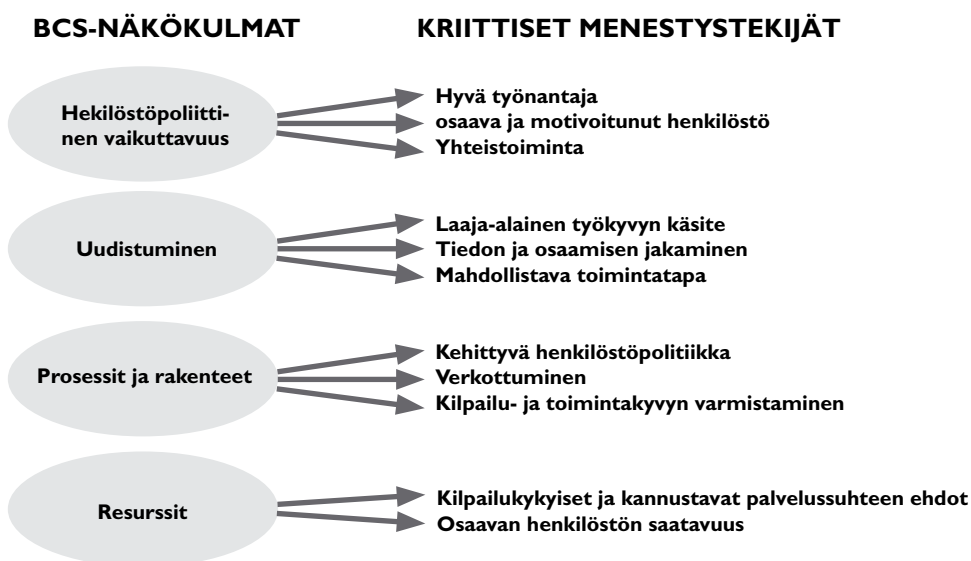 BCS-NÄKÖKULMAT
KRIITTISET MENESTYSTEKIJÄT
Hekilöstöpoliitti-
nen vaikuttavuus
Hyvä työnantaja
osaava ja motivoitunut henkilöstö
Yhteistoiminta
Uudistuminen
Laaja-alainen työkyvyn käsite
Tiedon ja osaamisen jakaminen
Mahdollistava toimintatapa
Prosessit ja rakenteet
Kehittyvä henkilöstöpolitiikka
Verkottuminen
Kilpailu- ja toimintakyvyn varmistaminen
Resurssit
Kilpailukykyiset ja kannustavat palvelussuhteen ehdot
Osaavan henkilöstön saatavuus